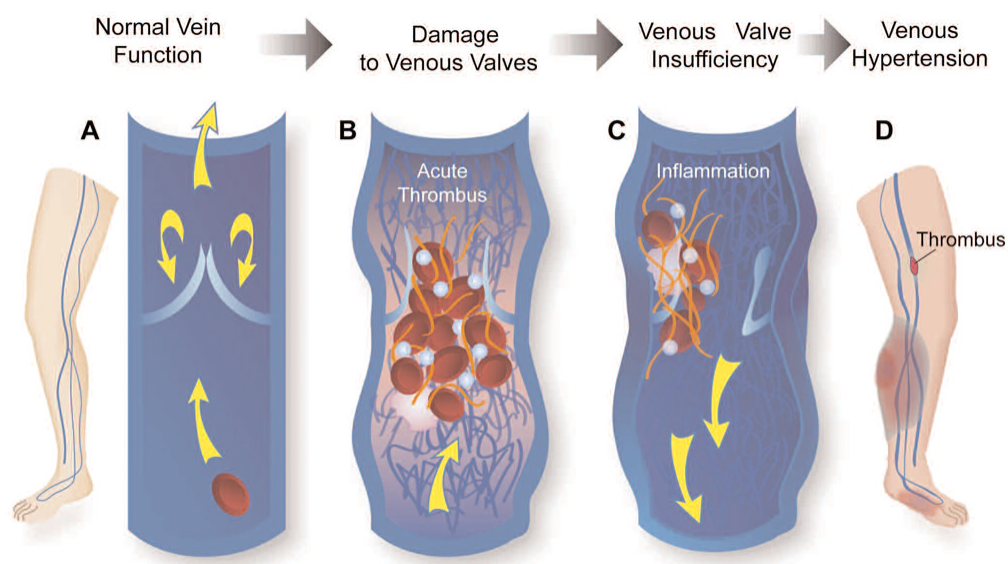 Normal Vein
Function
Damage
to Venous Valves
Venous Valve
Insufficiency
Venous
Hypertension
A
B
C
D
Acute
Thrombus
Inflammation
Thrombus